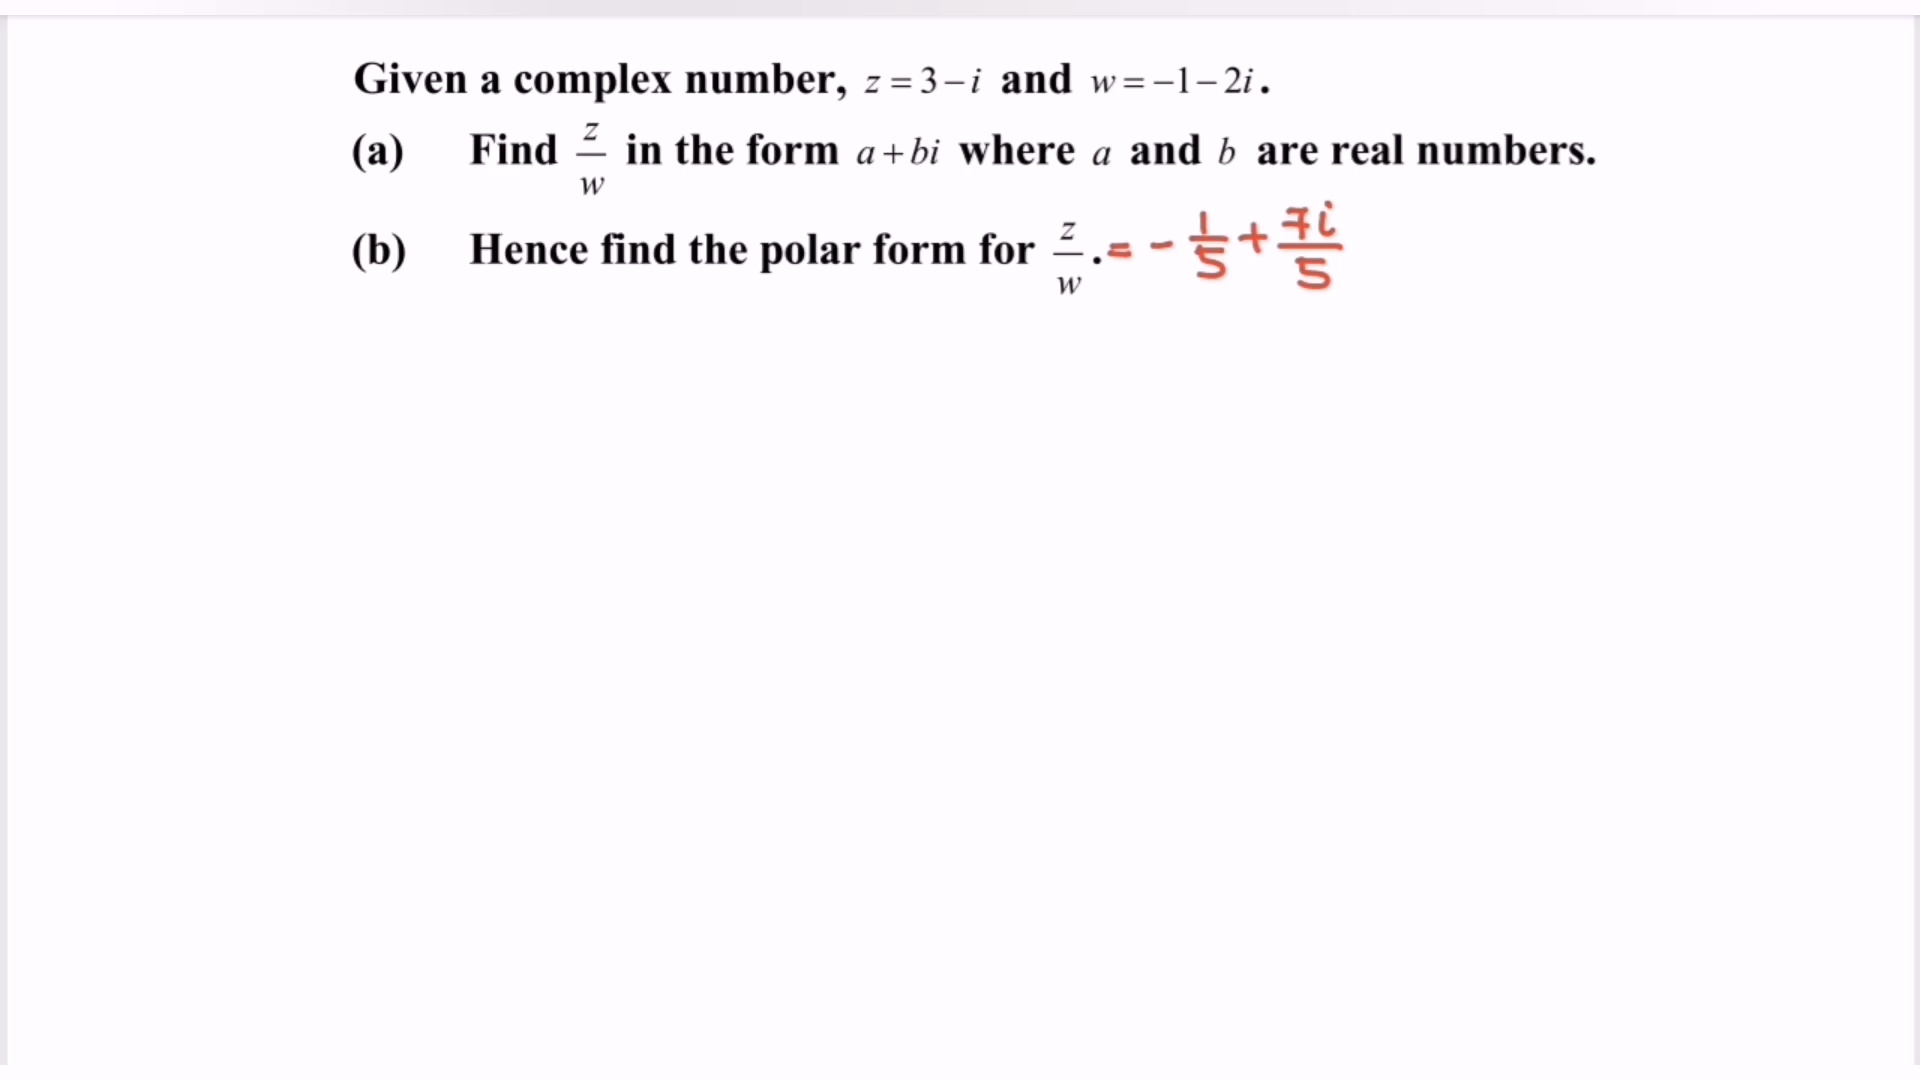 Given a complex number, z = 3 – i and w = –1 – 2i.
(a) Find z/w in the form a + bi where a and b are real numbers.
(b) Hence find the polar form for z/w. = - 1/5 + 7i/5